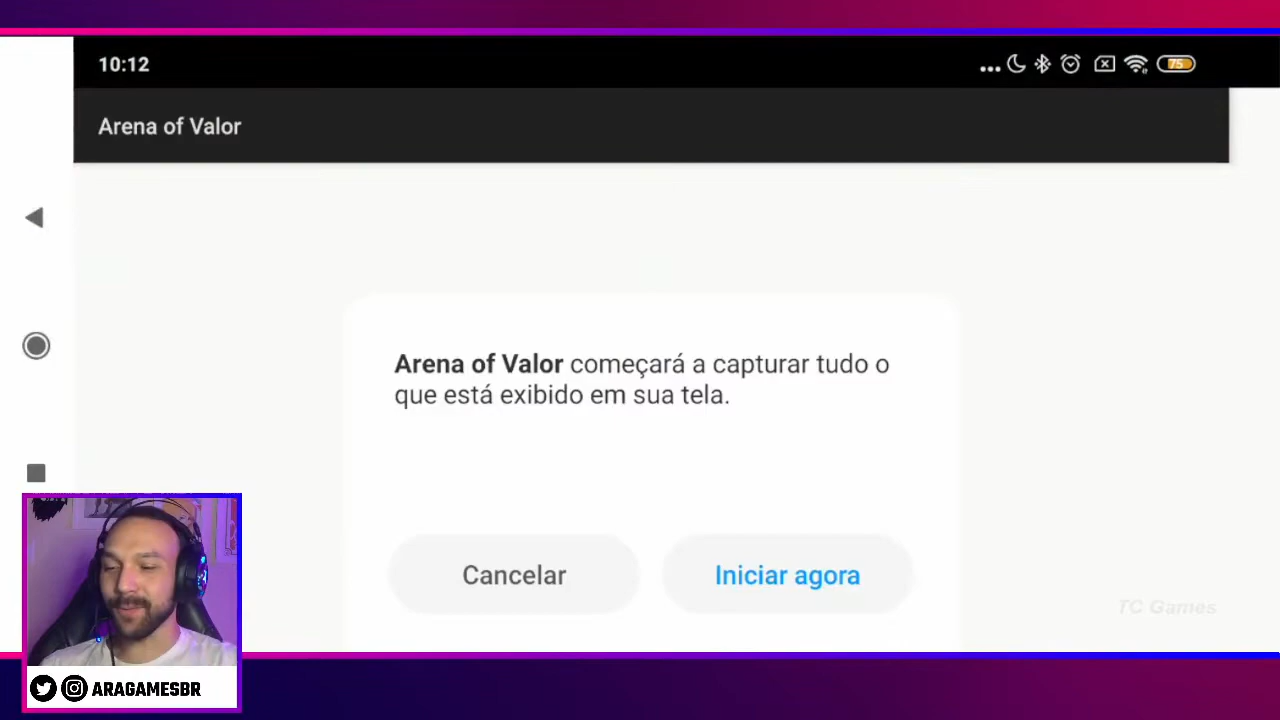 10:12
75
Arena of Valor
Arena of Valor começará a capturar tudo o
que está exibido em sua tela.
Cancelar
Iniciar agora
TC Games
ARAGAMESBR